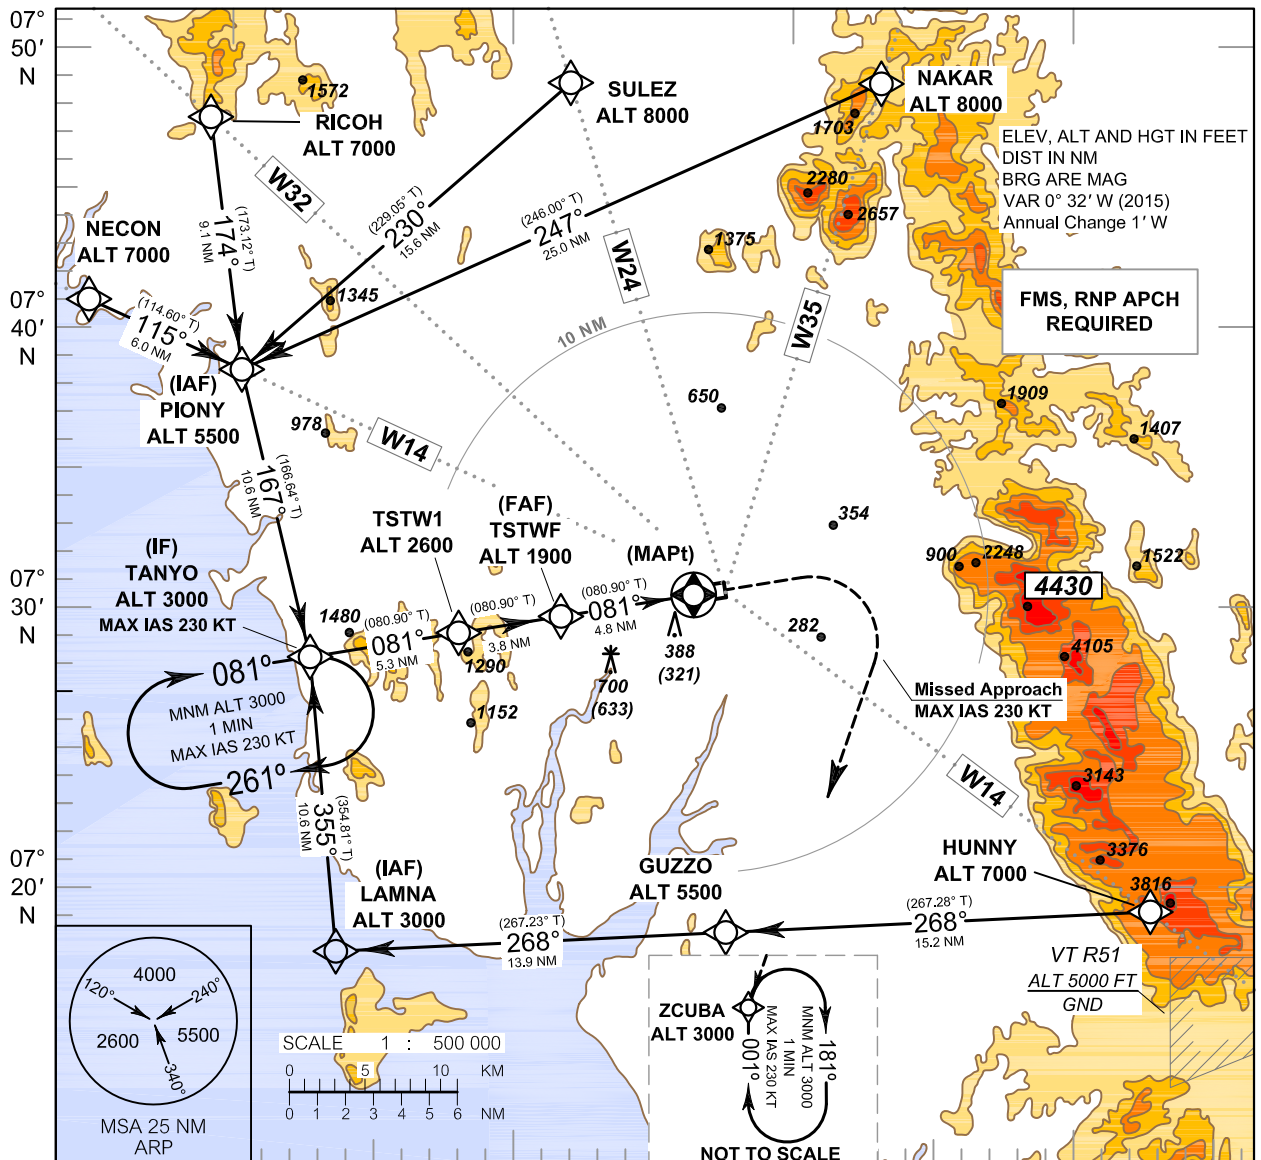 07°
50′
N
1572
RICOH
ALT 7000
SULEZ
ALT 8000
NAKAR
ALT 8000
1703
ELEV, ALT AND HGT IN FEET
DIST IN NM
BRG ARE MAG
VAR 0° 32′ W (2015)
Annual Change 1′ W
W32
2280
2657
NECON
ALT 7000
(173.12° T)
174°
9.1 NM
(229.05° T)
230°
15.6 NM
(246.00° T)
247°
25.0 NM
1375
W24
FMS, RNP APCH
REQUIRED
07°
40′
N
(114.60° T)
115°
6.0 NM
1345
10 NM
W35
(IAF)
PIONY
ALT 5500
978
W14
650
1909
1407
(166.64° T)
167°
10.6 NM
TSTW1
ALT 2600
(FAF)
TSTWF
ALT 1900
(MAPt)
354
900
2248
1522
4430
07°
30′
N
(IF)
TANYO
ALT 3000
MAX IAS 230 KT
1480
(080.90° T)
081°
5.3 NM
(080.90° T)
3.8 NM
(080.90° T)
081°
4.8 NM
1290
388
(321)
282
4105
700
(633)
081°
MNM ALT 3000
1 MIN
MAX IAS 230 KT
261°
1152
Missed Approach
MAX IAS 230 KT
(354.81° T)
355°
10.6 NM
W14
3143
3376
3816
07°
20′
N
(IAF)
LAMNA
ALT 3000
GUZZO
ALT 5500
HUNNY
ALT 7000
(267.23° T)
268°
13.9 NM
(267.28° T)
268°
15.2 NM
VT R51
ALT 5000 FT
GND
4000
120°
240°
2600
5500
340°
MSA 25 NM
ARP
SCALE 1 : 500 000
0 5 10 KM
0 1 2 3 4 5 6 NM
ZCUBA
ALT 3000
001°
MAX IAS 230 KT
1 MIN
MNM ALT 3000
181°
NOT TO SCALE